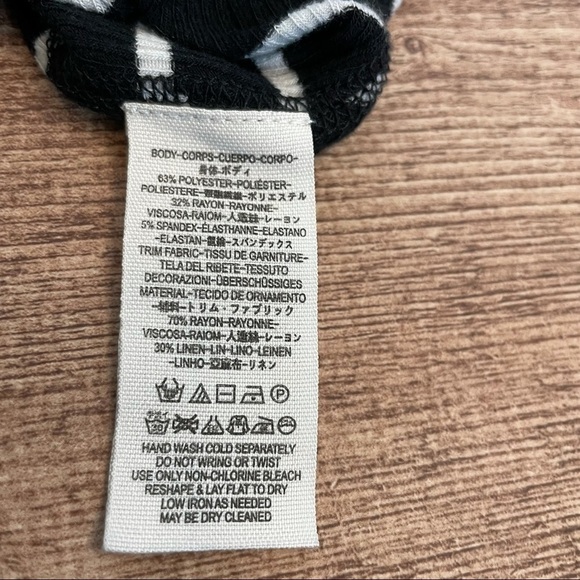 BODY-CORPS-CUERPO-CORPO-
身体-ボディ
63% POLYESTER-POLIÉSTER-
POLIESTERE-聚酯纖維-ポリエステル
32% RAYON-RAYONNE-
VISCOSA-RAIOM-人造絲-レーヨン
5% SPANDEX-ÉLASTHANNE-ELASTANO
-ELASTAN-氨綸-スパンデックス
TRIM FABRIC-TISSU DE GARNITURE-
TELA DEL RIBETE-TESSUTO
DECORAZIONI-ÜBERSCHÜSSIGES
MATERIAL-TECIDO DE ORNAMENTO
-輔料-トリム・ファブリック
70% RAYON-RAYONNE-
VISCOSA-RAIOM-人造絲-レーヨン
30% LINEN-LIN-LINO-LEINEN
-LINHO-亞麻布-リネン
P
HAND WASH COLD SEPARATELY
DO NOT WRING OR TWIST
USE ONLY NON-CHLORINE BLEACH
RESHAPE & LAY FLAT TO DRY
LOW IRON AS NEEDED
MAY BE DRY CLEANED